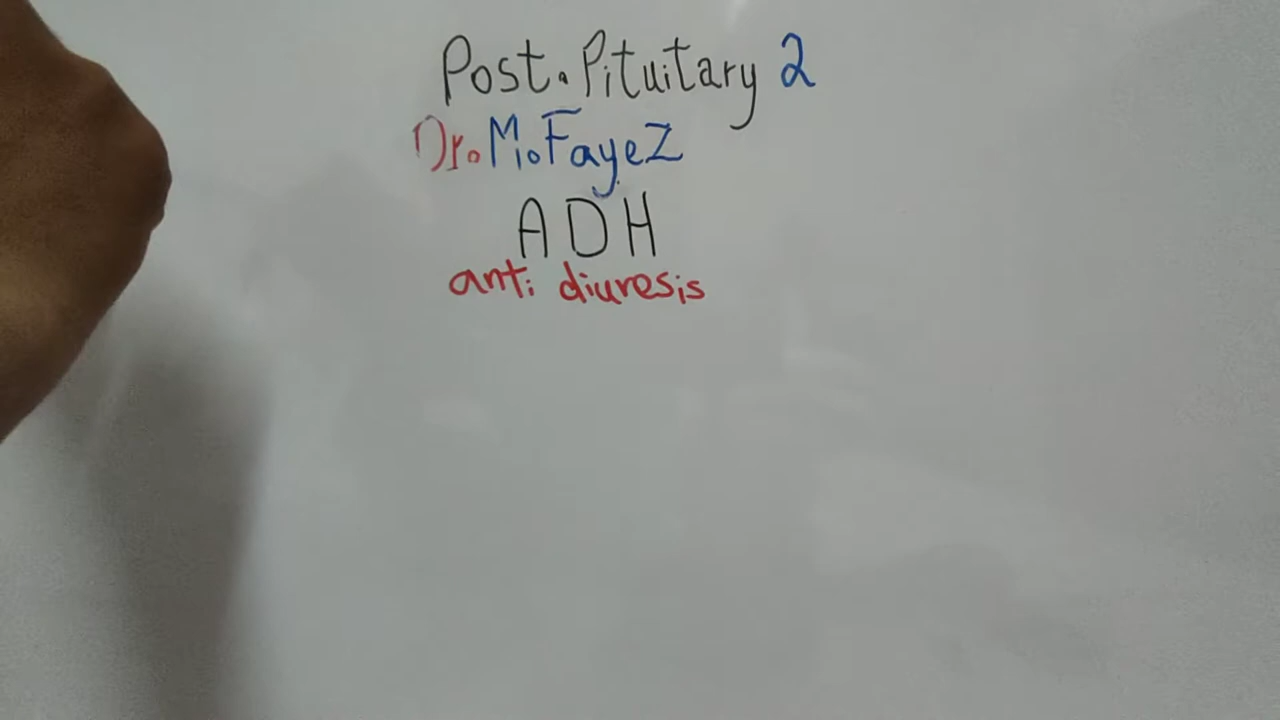 Post. Pituitary 2
Dr. M. Fayez
ADH
anti diuresis